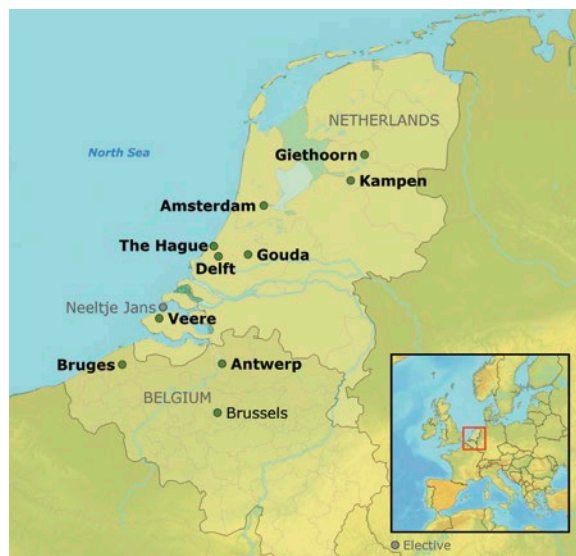 NETHERLANDS
North Sea
Giethoorn
Kampen
Amsterdam
The Hague
Gouda
Delft
Neeltje Jans
Veere
Bruges
Antwerp
BELGIUM
Brussels
Elective